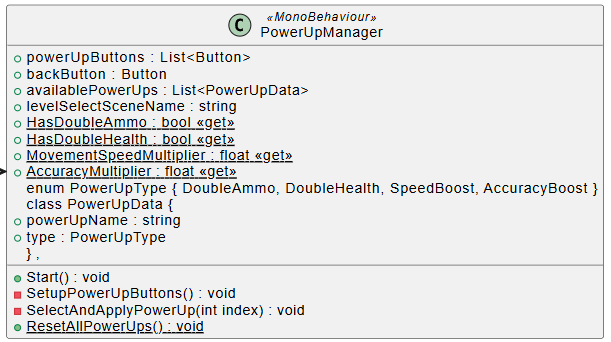 C «MonoBehaviour»
PowerUpManager
powerUpButtons : List<Button>
backButton : Button
availablePowerUps : List<PowerUpData>
levelSelectSceneName : string
HasDoubleAmmo : bool «get»
HasDoubleHealth : bool «get»
MovementSpeedMultiplier : float «get»
AccuracyMultiplier : float «get»
enum PowerUpType { DoubleAmmo, DoubleHealth, SpeedBoost, AccuracyBoost }
class PowerUpData {
powerUpName : string
type : PowerUpType
} ,
Start() : void
SetupPowerUpButtons() : void
SelectAndApplyPowerUp(int index) : void
ResetAllPowerUps() : void